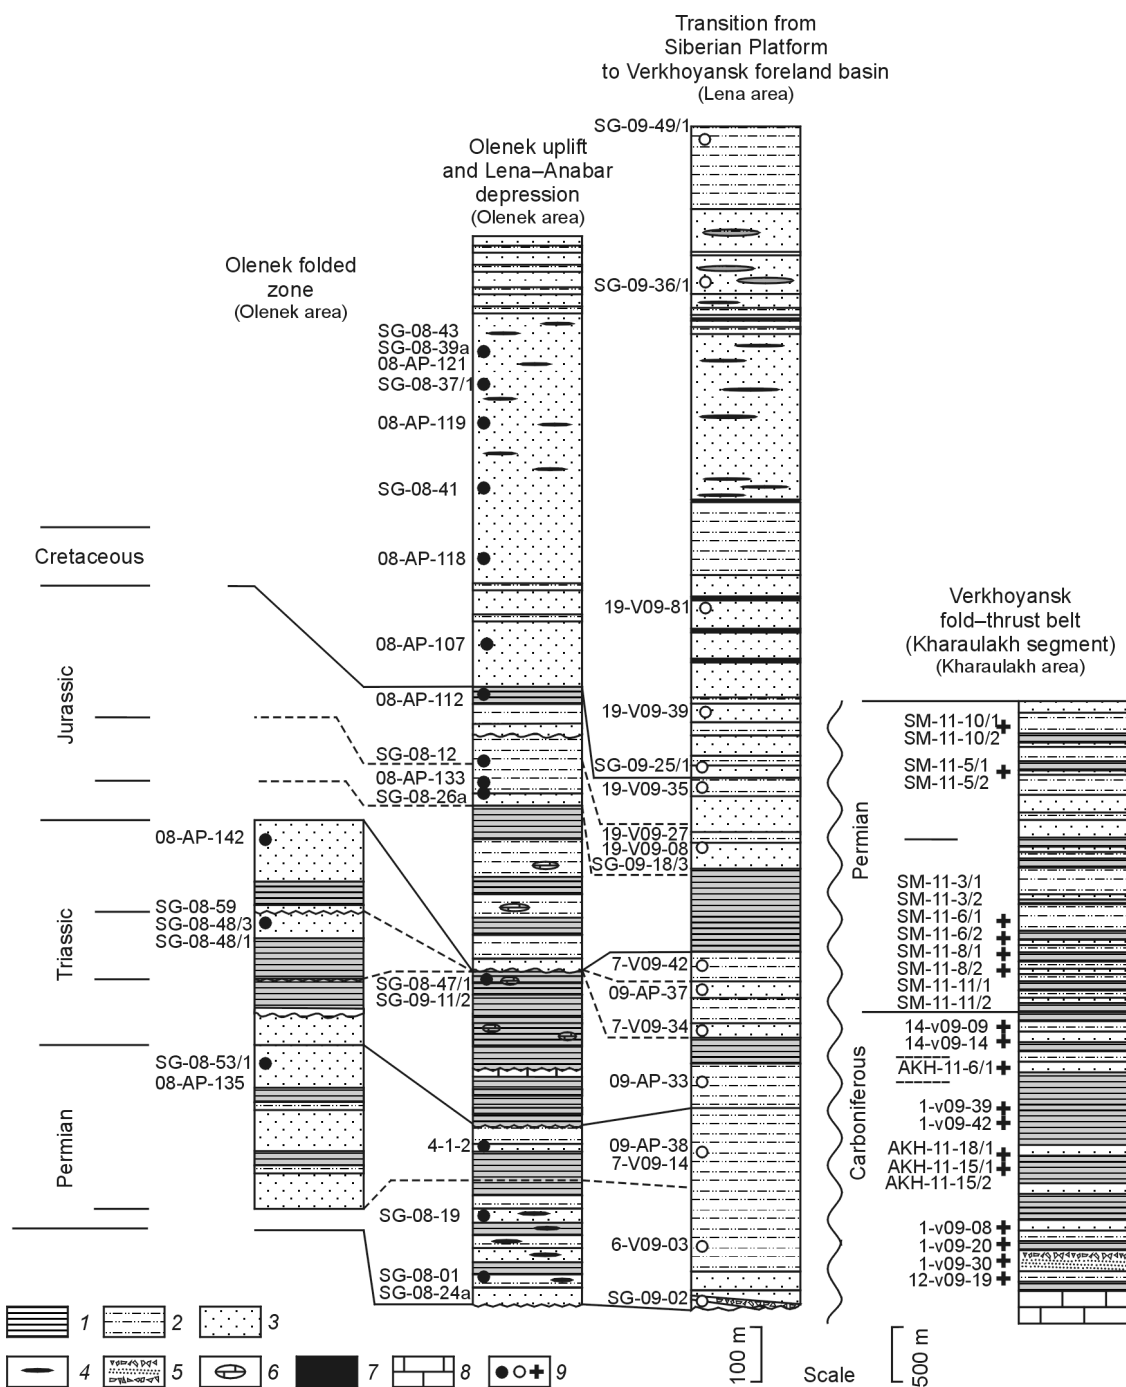 Transition from
Siberian Platform
to Verkhoyansk foreland basin
(Lena area)
Olenek uplift
and Lena–Anabar
depression
(Olenek area)
Olenek folded
zone
(Olenek area)
Verkhoyansk
fold–thrust belt
(Kharaulakh segment)
(Kharaulakh area)
Cretaceous
Jurassic
Triassic
Permian
08-AP-142
SG-08-59
SG-08-48/3
SG-08-48/1
SG-08-53/1
08-AP-135
SG-08-43
SG-08-39a
08-AP-121
SG-08-37/1
08-AP-119
SG-08-41
08-AP-118
08-AP-107
08-AP-112
SG-08-12
08-AP-133
SG-08-26a
SG-08-47/1
SG-09-11/2
4-1-2
SG-08-19
SG-08-01
SG-08-24a
SG-09-49/1
SG-09-36/1
19-V09-81
19-V09-39
SG-09-25/1
19-V09-35
19-V09-27
19-V09-08
SG-09-18/3
7-V09-42
09-AP-37
7-V09-34
09-AP-33
09-AP-38
7-V09-14
6-V09-03
SG-09-02
Permian
Carboniferous
SM-11-10/1
SM-11-10/2
SM-11-5/1
SM-11-5/2
SM-11-3/1
SM-11-3/2
SM-11-6/1
SM-11-6/2
SM-11-8/1
SM-11-8/2
SM-11-11/1
SM-11-11/2
14-v09-09
14-v09-14
AKH-11-6/1
1-v09-39
1-v09-42
AKH-11-18/1
AKH-11-15/1
AKH-11-15/2
1-v09-08
1-v09-20
1-v09-30
12-v09-19
1 2 3
4 5 6 7 8 9
100 m
Scale
500 m